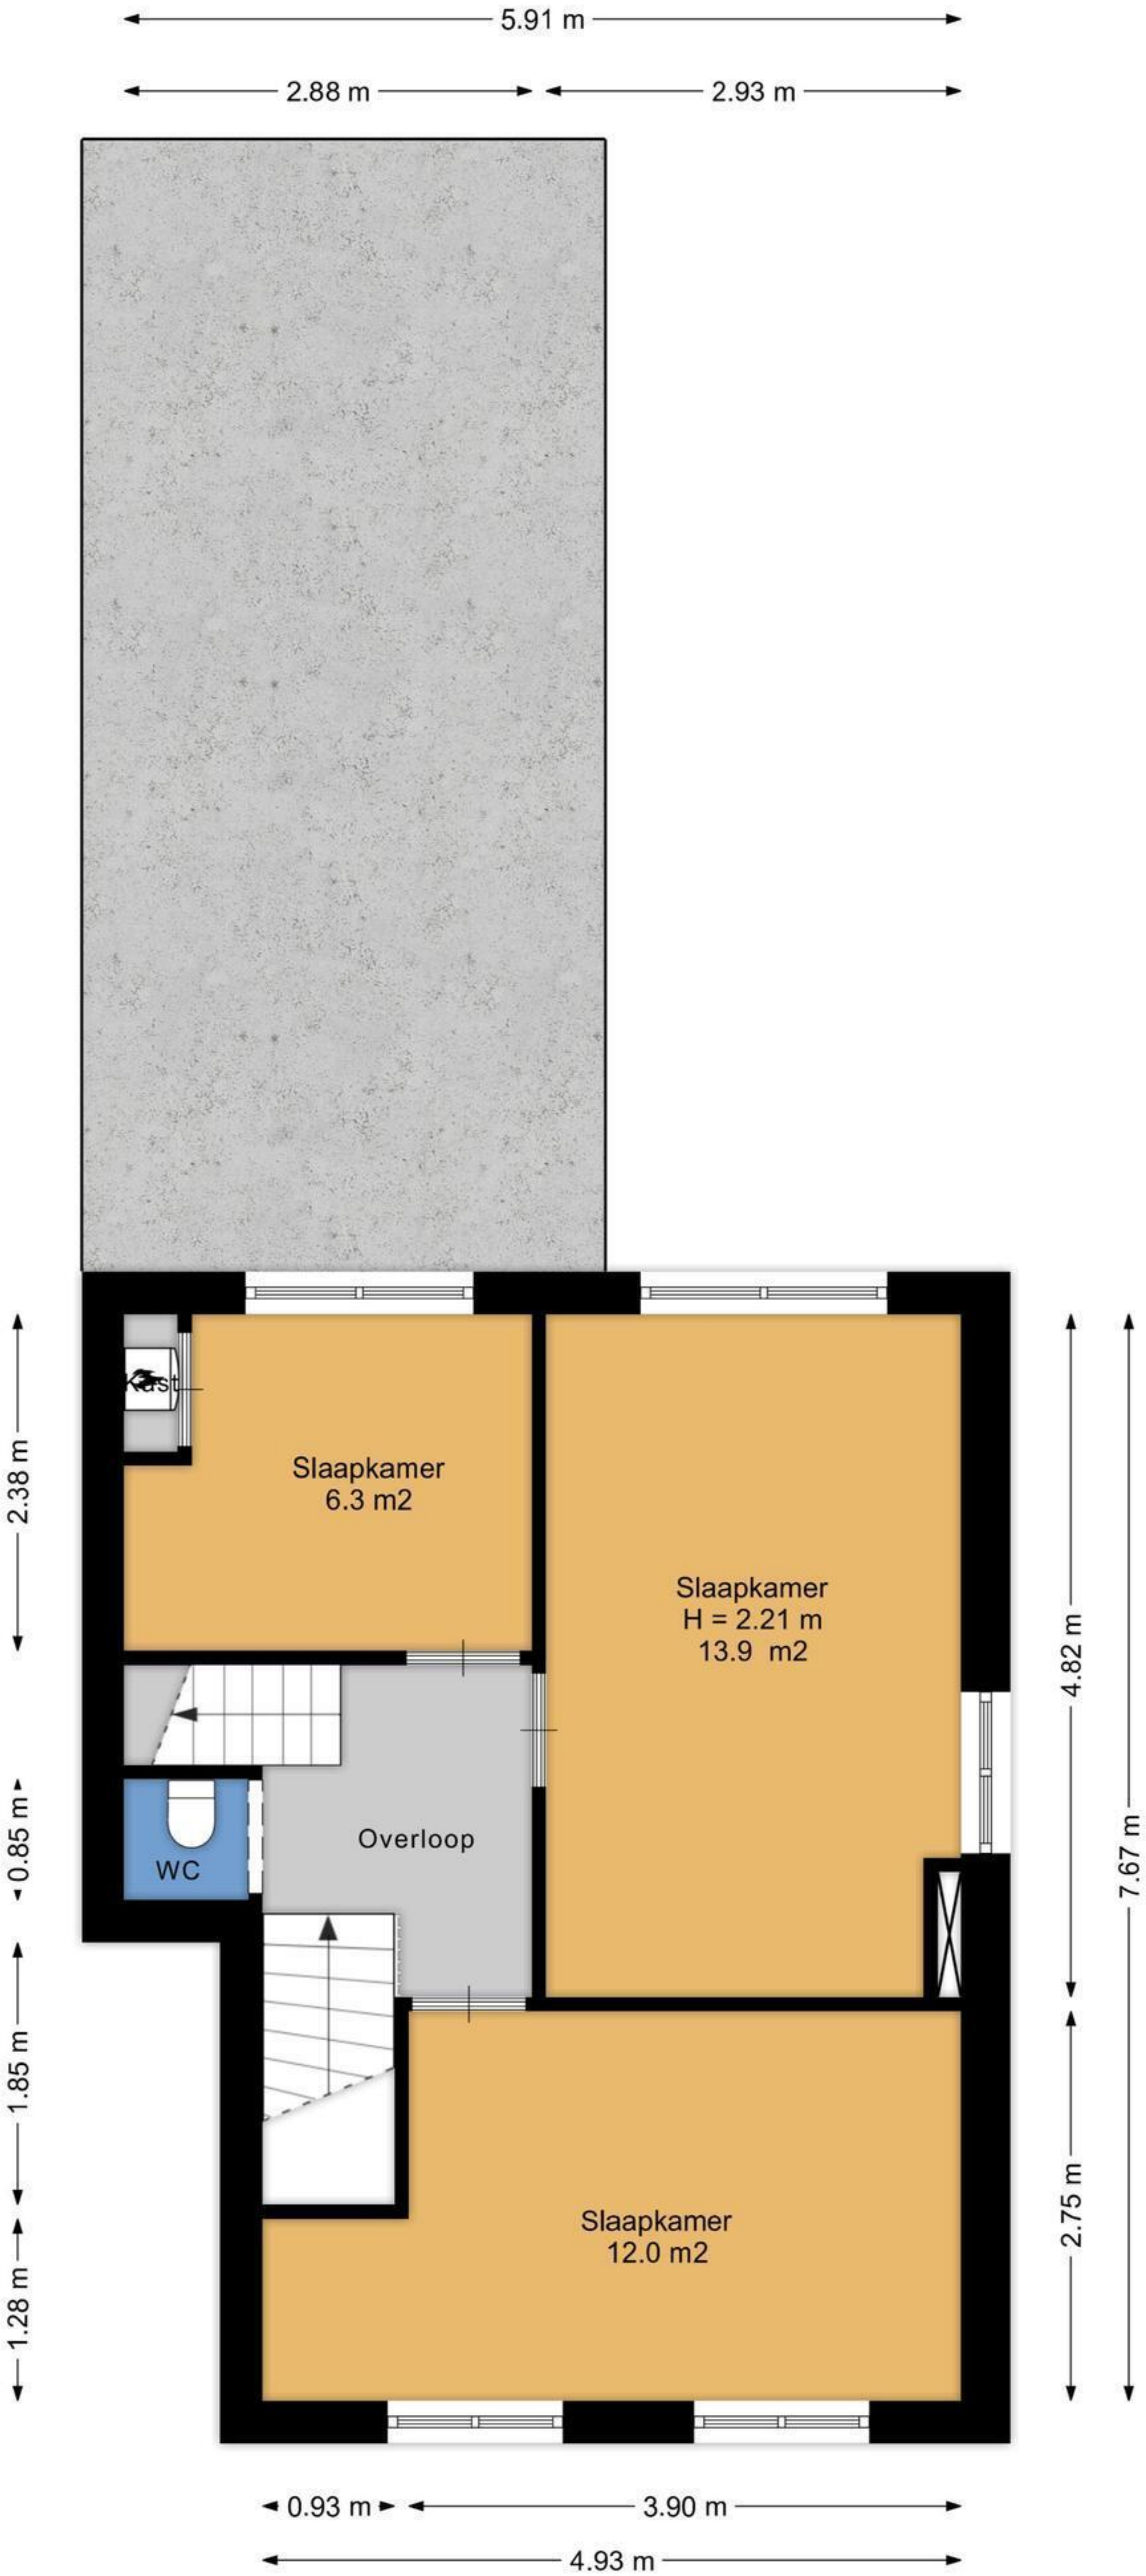 5.91 m
2.88 m
2.93 m
Kast
Slaapkamer
6.3 m2
2.38 m
Slaapkamer
H = 2.21 m
13.9 m2
4.82 m
7.67 m
0.85 m
WC
Overloop
1.85 m
2.75 m
Slaapkamer
12.0 m2
1.28 m
0.93 m
3.90 m
4.93 m